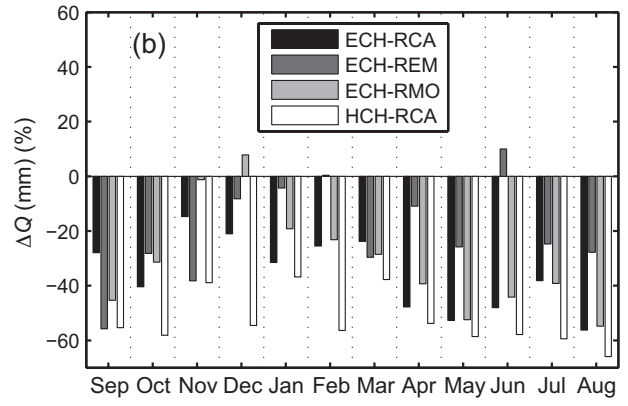 60
40
20
0
−20
−40
−60
ΔQ (mm) (%)
(b)
ECH-RCA
ECH-REM
ECH-RMO
HCH-RCA
Sep Oct Nov Dec Jan Feb Mar Apr May Jun Jul Aug